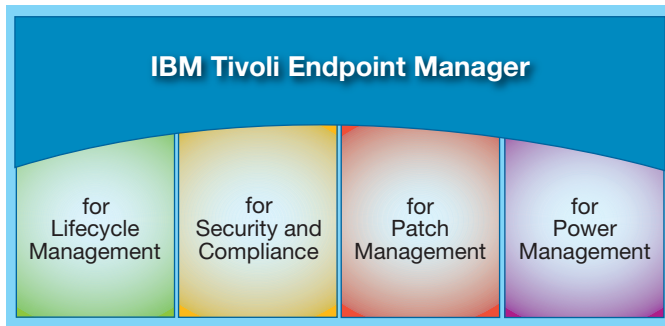 IBM Tivoli Endpoint Manager
for
Lifecycle
Management
for
Security and
Compliance
for
Patch
Management
for
Power
Management